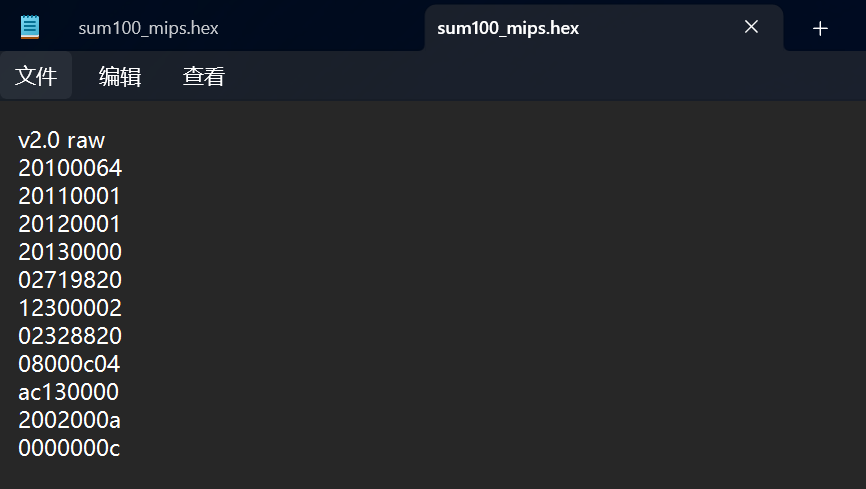 sum100_mips.hex
sum100_mips.hex
文件 编辑 查看
v2.0 raw
20100064
20110001
20120001
20130000
02719820
12300002
02328820
08000c04
ac130000
2002000a
0000000c